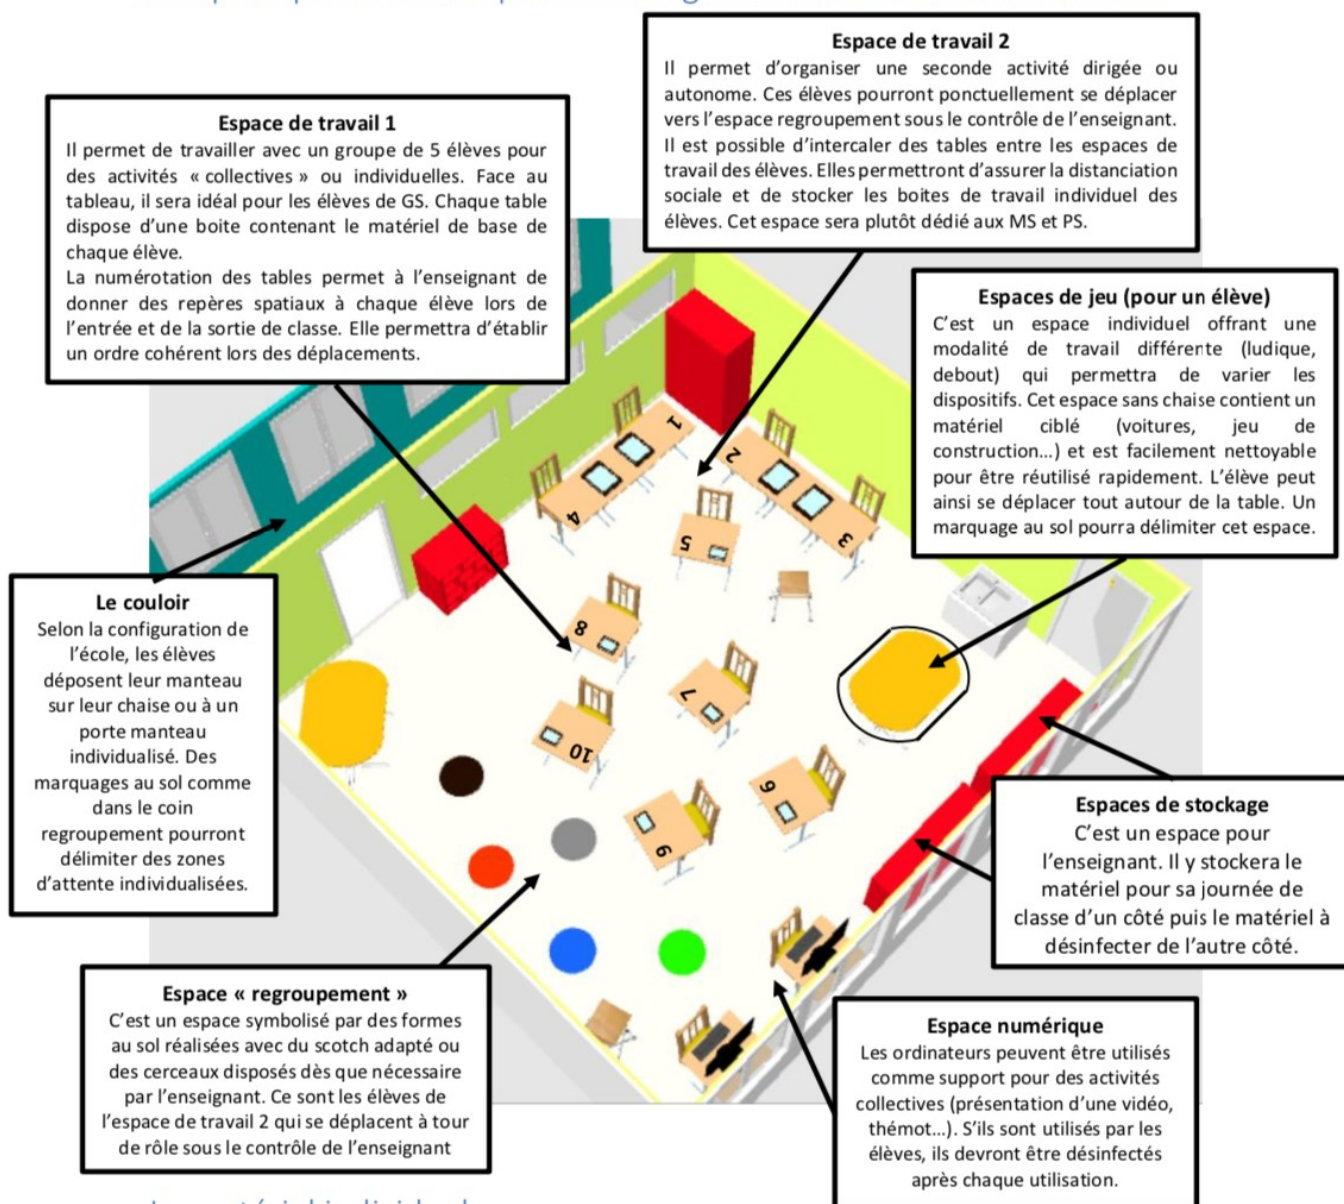 Espace de travail 2
Il permet d'organiser une seconde activité dirigée ou
autonome. Ces élèves pourront ponctuellement se déplacer
vers l'espace regroupement sous le contrôle de l'enseignant.
Il est possible d'intercaler des tables entre les espaces de
travail des élèves. Elles permettront d'assurer la distanciation
sociale et de stocker les boites de travail individuel des
élèves. Cet espace sera plutôt dédié aux MS et PS.
Espace de travail 1
Il permet de travailler avec un groupe de 5 élèves pour
des activités « collectives » ou individuelles. Face au
tableau, il sera idéal pour les élèves de GS. Chaque table
dispose d'une boite contenant le matériel de base de
chaque élève.
La numérotation des tables permet à l'enseignant de
donner des repères spatiaux à chaque élève lors de
l'entrée et de la sortie de classe. Elle permettra d'établir
un ordre cohérent lors des déplacements.
Espaces de jeu (pour un élève)
C'est un espace individuel offrant une
modalité de travail différente (ludique,
debout) qui permettra de varier les
dispositifs. Cet espace sans chaise contient un
matériel ciblé (voitures, jeu de
construction...) et est facilement nettoyable
pour être réutilisé rapidement. L'élève peut
ainsi se déplacer tout autour de la table. Un
marquage au sol pourra délimiter cet espace.
1
2
4
3
5
8
7
10
6
9
Le couloir
Selon la configuration de
l'école, les élèves
déposent leur manteau
sur leur chaise ou à un
porte manteau
individualisé. Des
marquages au sol comme
dans le coin
regroupement pourront
délimiter des zones
d'attente individualisées.
Espaces de stockage
C'est un espace pour
l'enseignant. Il y stockera le
matériel pour sa journée de
classe d'un côté puis le matériel à
désinfecter de l'autre côté.
Espace « regroupement »
C'est un espace symbolisé par des formes
au sol réalisées avec du scotch adapté ou
des cerceaux disposés dès que nécessaire
par l'enseignant. Ce sont les élèves de
l'espace de travail 2 qui se déplacent à tour
de rôle sous le contrôle de l'enseignant
Espace numérique
Les ordinateurs peuvent être utilisés
comme support pour des activités
collectives (présentation d'une vidéo,
thémot...). S'ils sont utilisés par les
élèves, ils devront être désinfectés
après chaque utilisation.